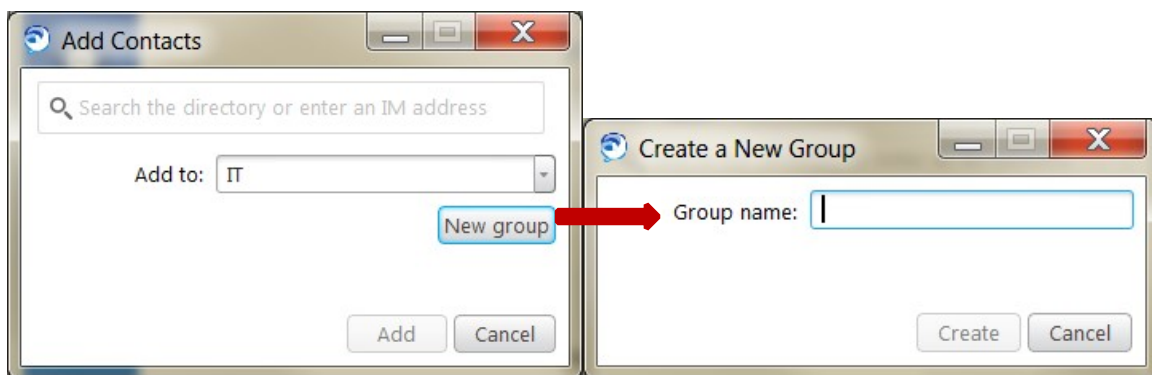 Add Contacts
Search the directory or enter an IM address
Add to: IT
New group
Add Cancel
Create a New Group
Group name:
Create Cancel